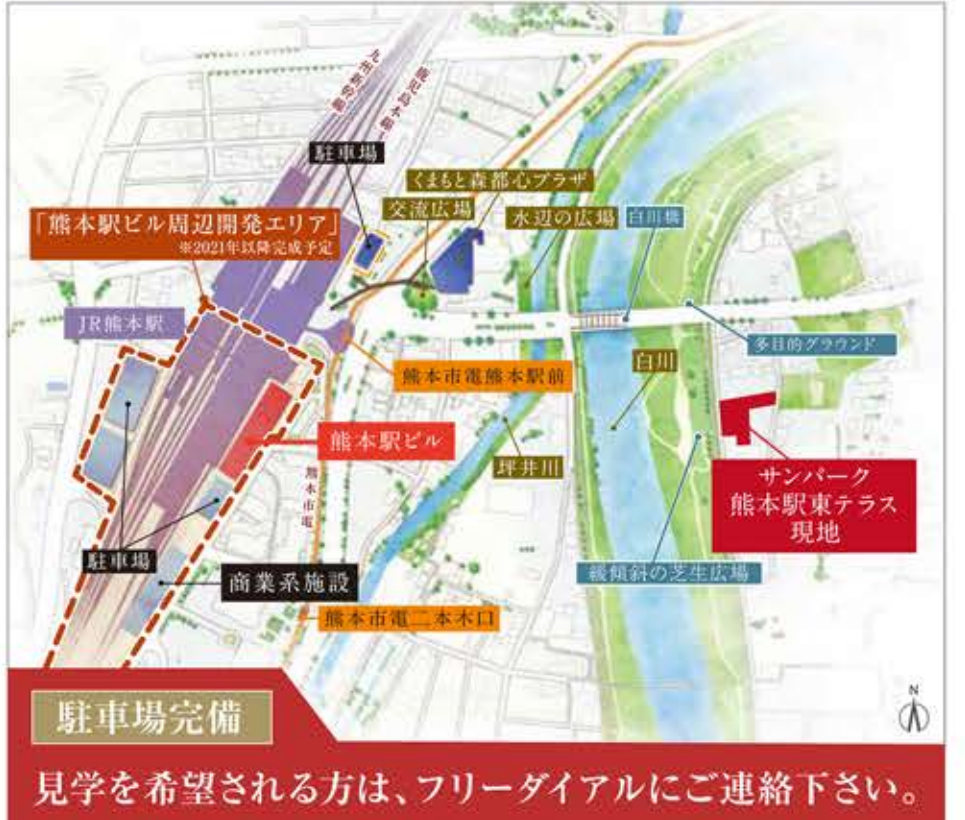 九州新幹線
鹿児島本線
駐車場
くまもと森都心プラザ
交流広場
水辺の広場
白川橋
「熊本駅ビル周辺開発エリア」
※2021年以降完成予定
JR熊本駅
多目的グラウンド
白川
熊本市電熊本駅前
熊本駅ビル
坪井川
サンパーク
熊本駅東テラス
現地
熊本市電
駐車場
商業系施設
緩傾斜の芝生広場
熊本市電二本木口
駐車場完備
N
見学を希望される方は、フリーダイアルにご連絡下さい。